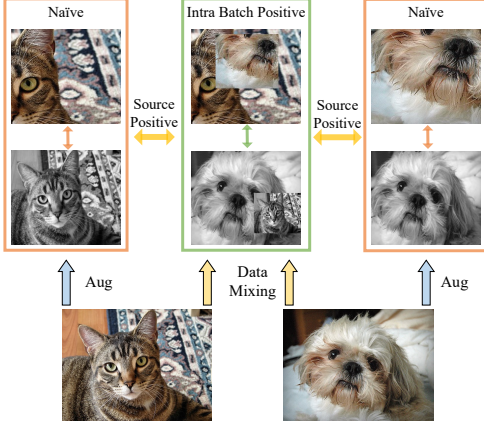 Naïve
Intra Batch Positive
Naïve
Source
Positive
Source
Positive
Aug
Data
Mixing
Aug